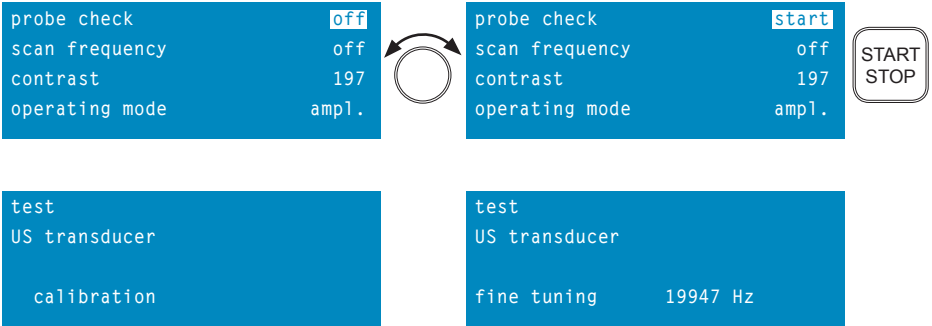 probe check off
scan frequency off
contrast 197
operating mode ampl.
probe check start
scan frequency off
contrast 197
operating mode ampl.
START
STOP
test
US transducer
calibration
test
US transducer
fine tuning 19947 Hz